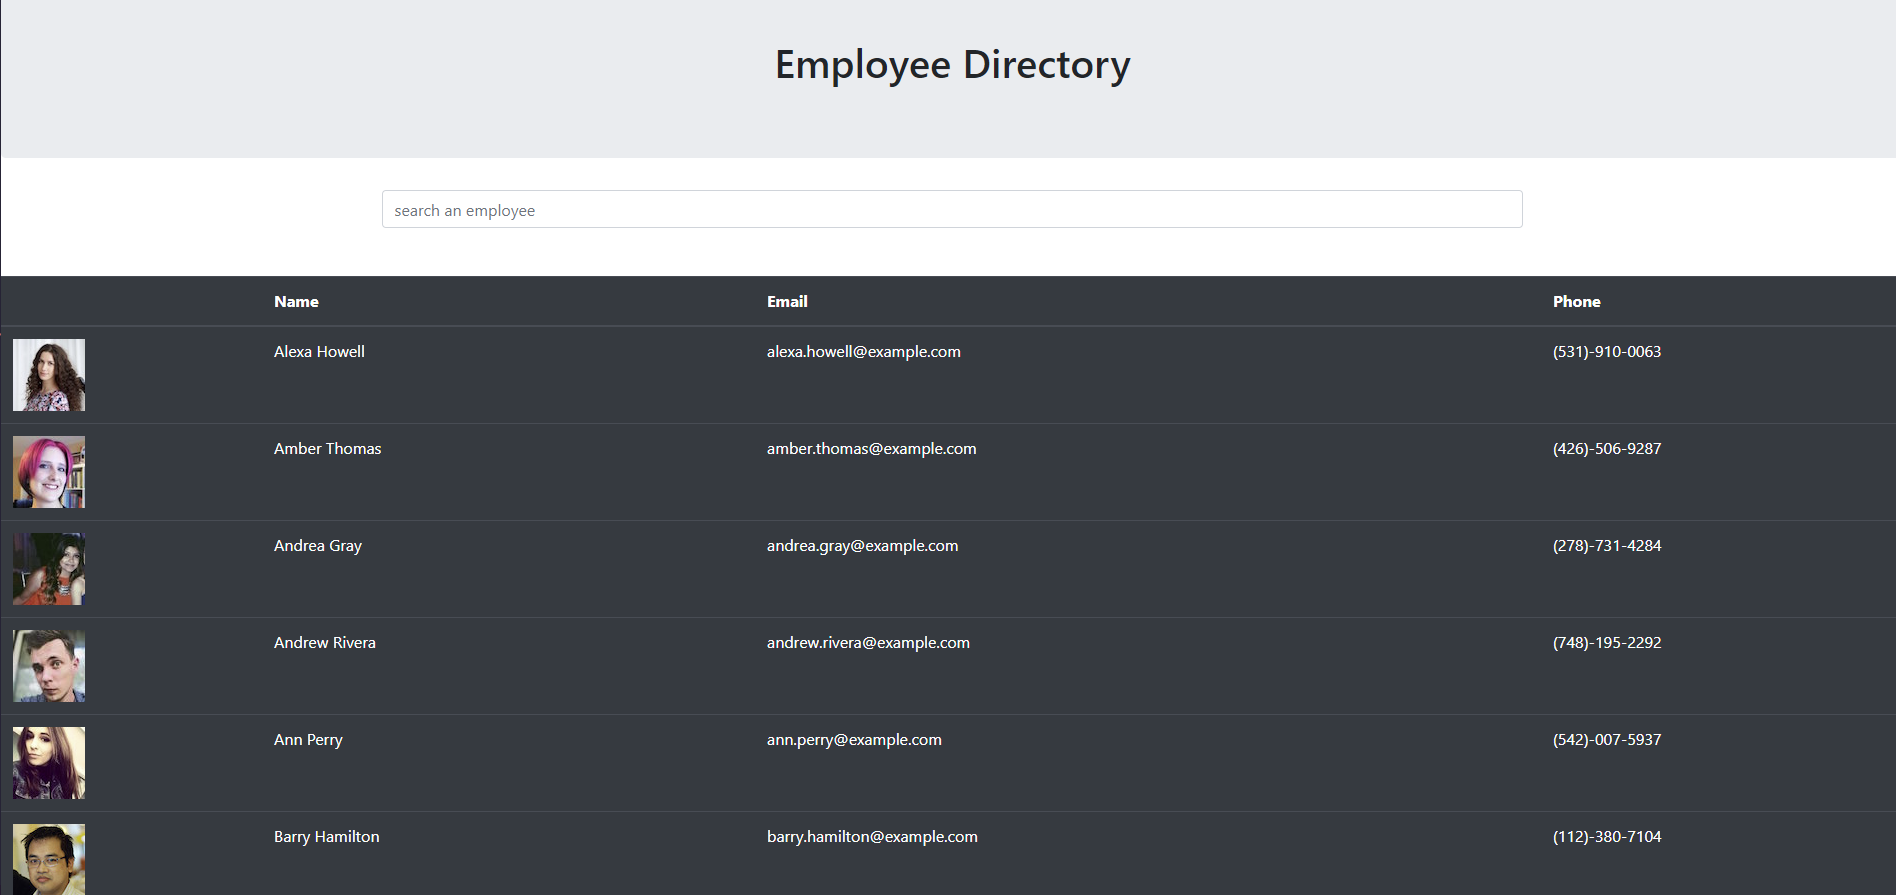 Employee Directory
search an employee
Name Email Phone
Alexa Howell alexa.howell@example.com (531)-910-0063
Amber Thomas amber.thomas@example.com (426)-506-9287
Andrea Gray andrea.gray@example.com (278)-731-4284
Andrew Rivera andrew.rivera@example.com (748)-195-2292
Ann Perry ann.perry@example.com (542)-007-5937
Barry Hamilton barry.hamilton@example.com (112)-380-7104